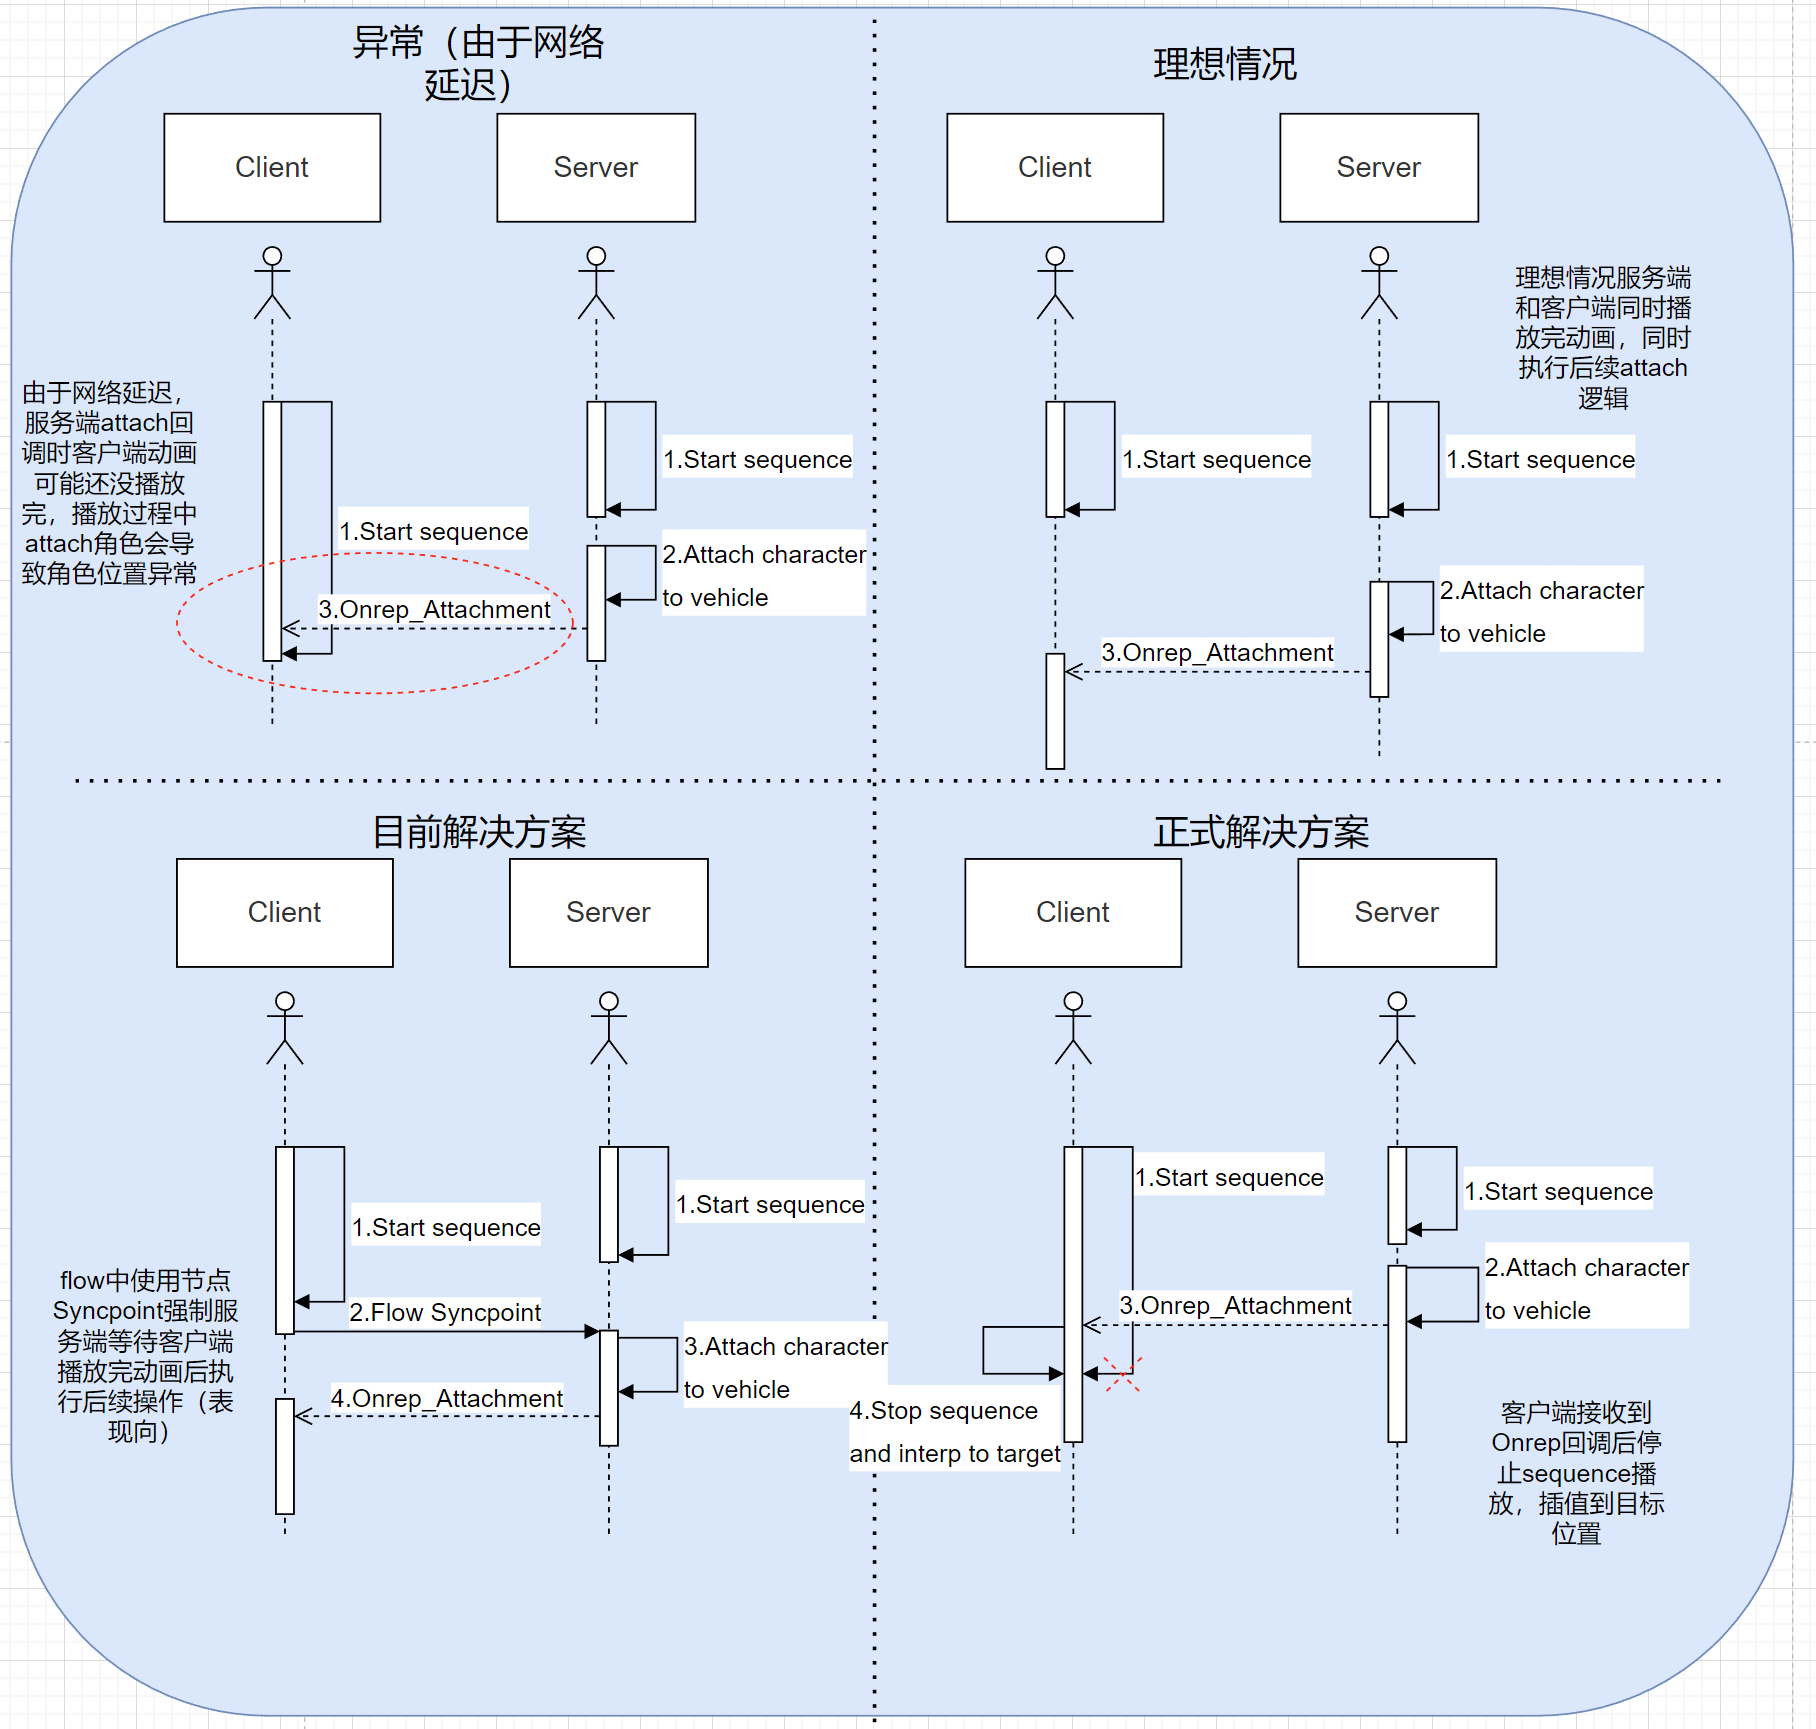 异常（由于网络
延迟）
Client
Server
由于网络延迟，
服务端attach回
调时客户端动画
可能还没播放
完，播放过程中
attach角色会导
致角色位置异常
1.Start sequence
1.Start sequence
2.Attach character
to vehicle
3.Onrep_Attachment
理想情况
Client
Server
理想情况服务端
和客户端同时播
放完动画，同时
执行后续attach
逻辑
1.Start sequence
1.Start sequence
2.Attach character
to vehicle
3.Onrep_Attachment
目前解决方案
Client
Server
1.Start sequence
1.Start sequence
flow中使用节点
Syncpoint强制服
务端等待客户端
播放完动画后执
行后续操作（表
现向）
2.Flow Syncpoint
3.Attach character
to vehicle
4.Onrep_Attachment
正式解决方案
Client
Server
1.Start sequence
1.Start sequence
2.Attach character
to vehicle
3.Onrep_Attachment
4.Stop sequence
and interp to target
客户端接收到
Onrep回调后停
止sequence播
放，插值到目标
位置